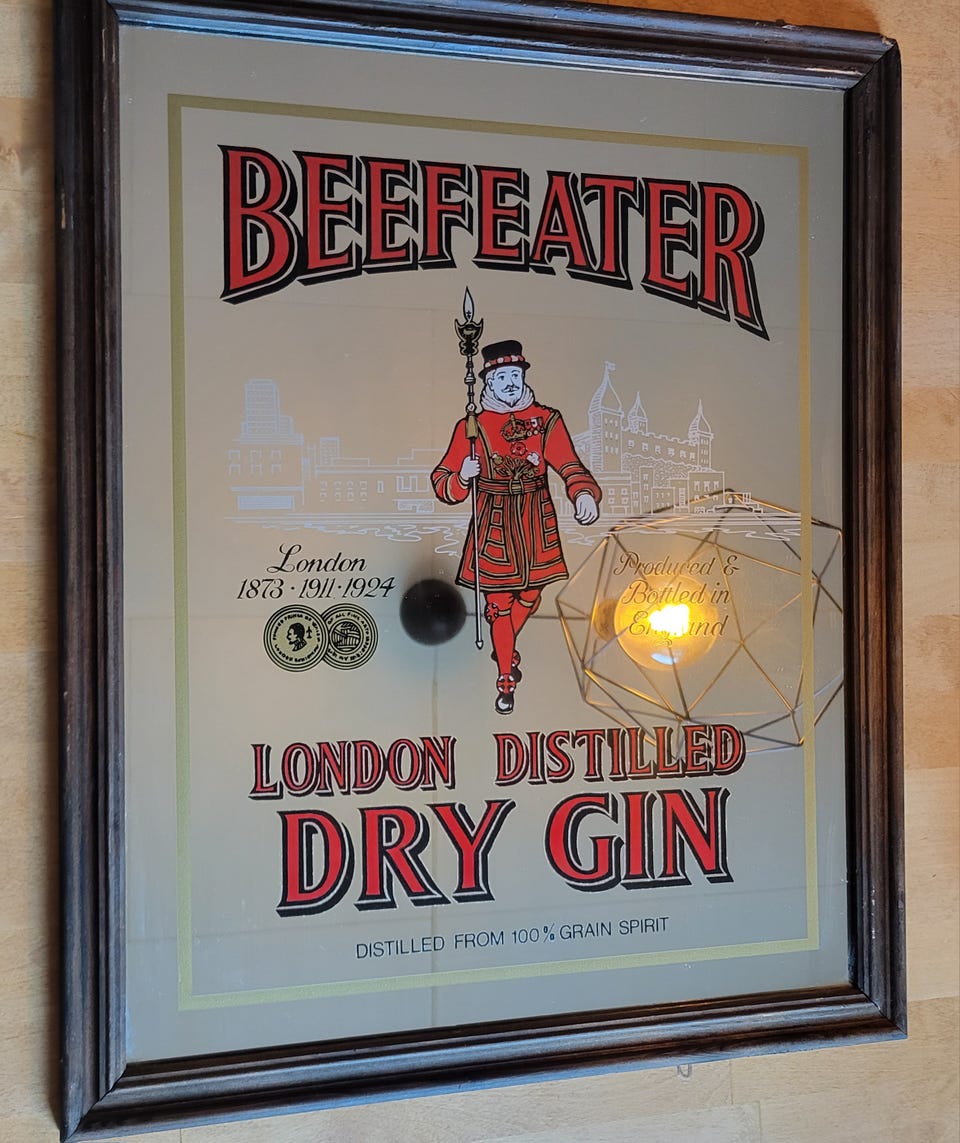 BEEFEATER
London
1873 · 1911 · 1924
Produced &
Bottled in
England
LONDON DISTILLED
DRY GIN
DISTILLED FROM 100% GRAIN SPIRIT